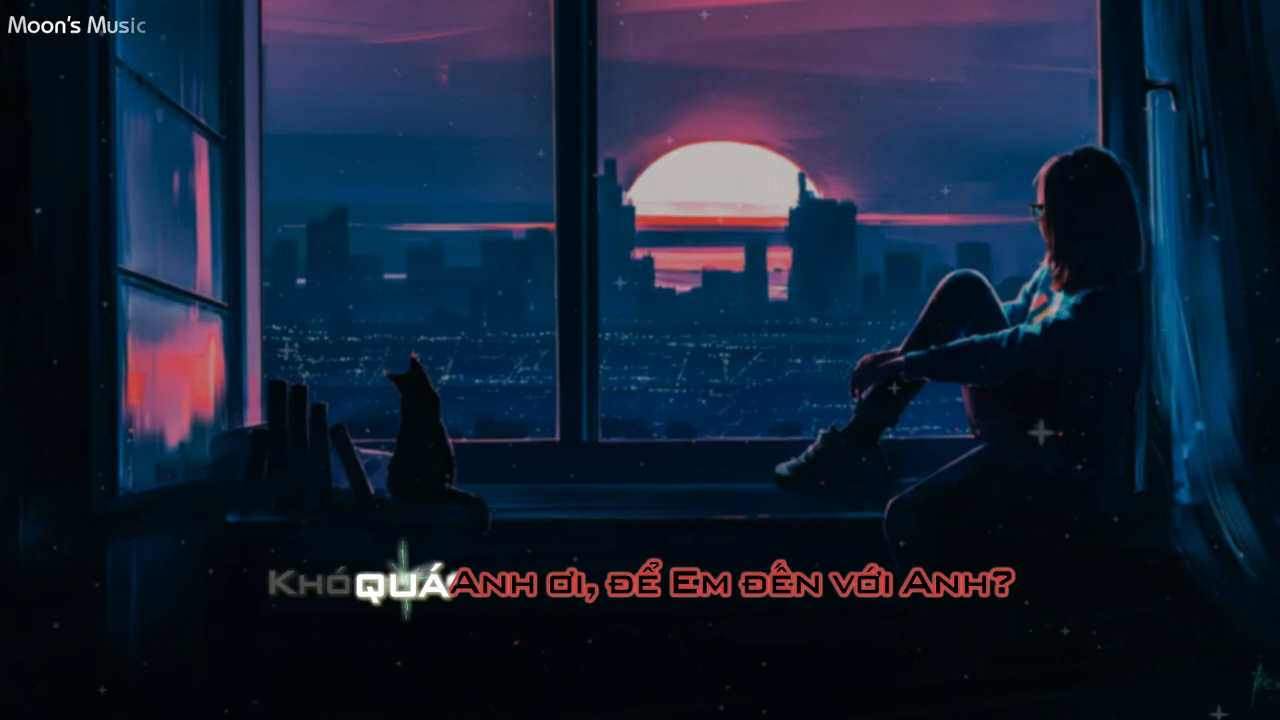 Moon's Music
Khó quá Anh ơi, để Em đến với Anh?